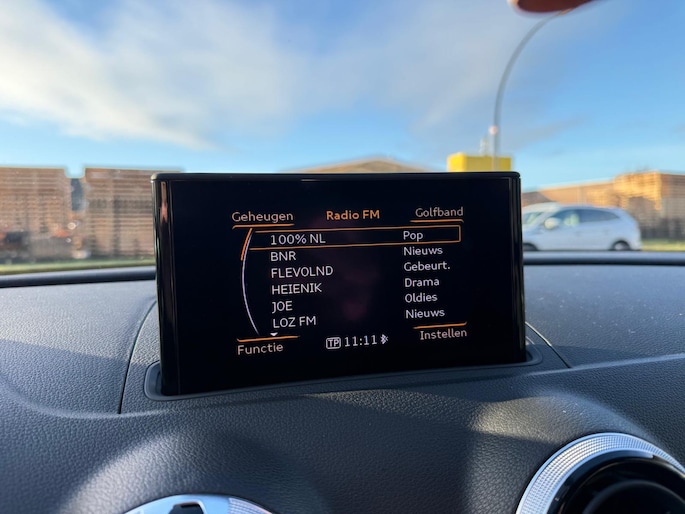 Geheugen Radio FM Golfband
100% NL Pop
BNR Nieuws
FLEVOLND Gebeurt.
HEIENIK Drama
JOE Oldies
LOZ FM Nieuws
Functie TP 11:11 Instellen